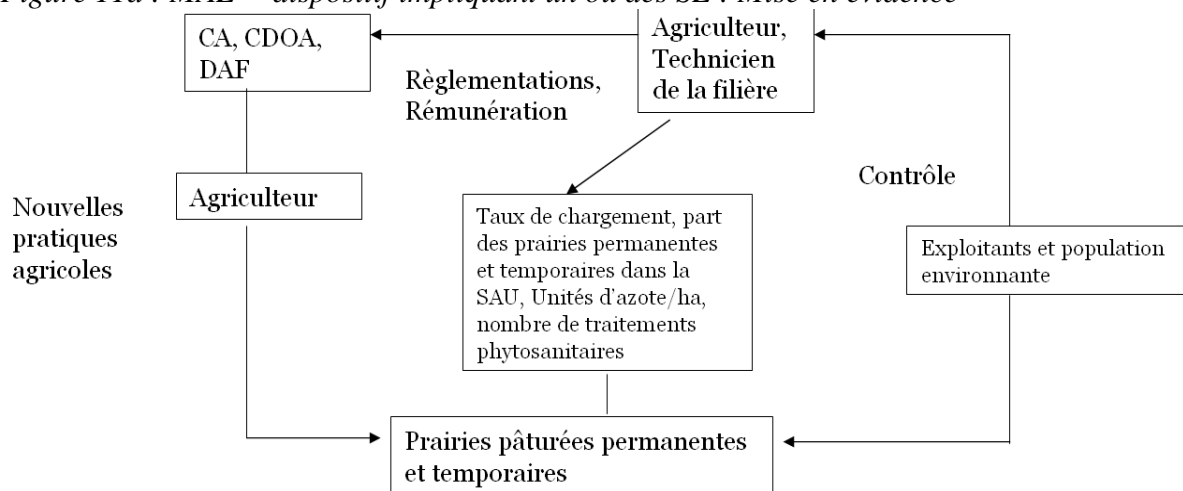 Figure 11a : MAE – dispositif impliquant un ou des SE : Mise en évidence
CA, CDOA,
DAF
Agriculteur,
Technicien
de la filière
Règlementations,
Rémunération
Contrôle
Agriculteur
Nouvelles
pratiques
agricoles
Taux de chargement, part
des prairies permanentes
et temporaires dans la
SAU, Unités d'azote/ha,
nombre de traitements
phytosanitaires
Exploitants et population
environnante
Prairies pâturées permanentes
et temporaires